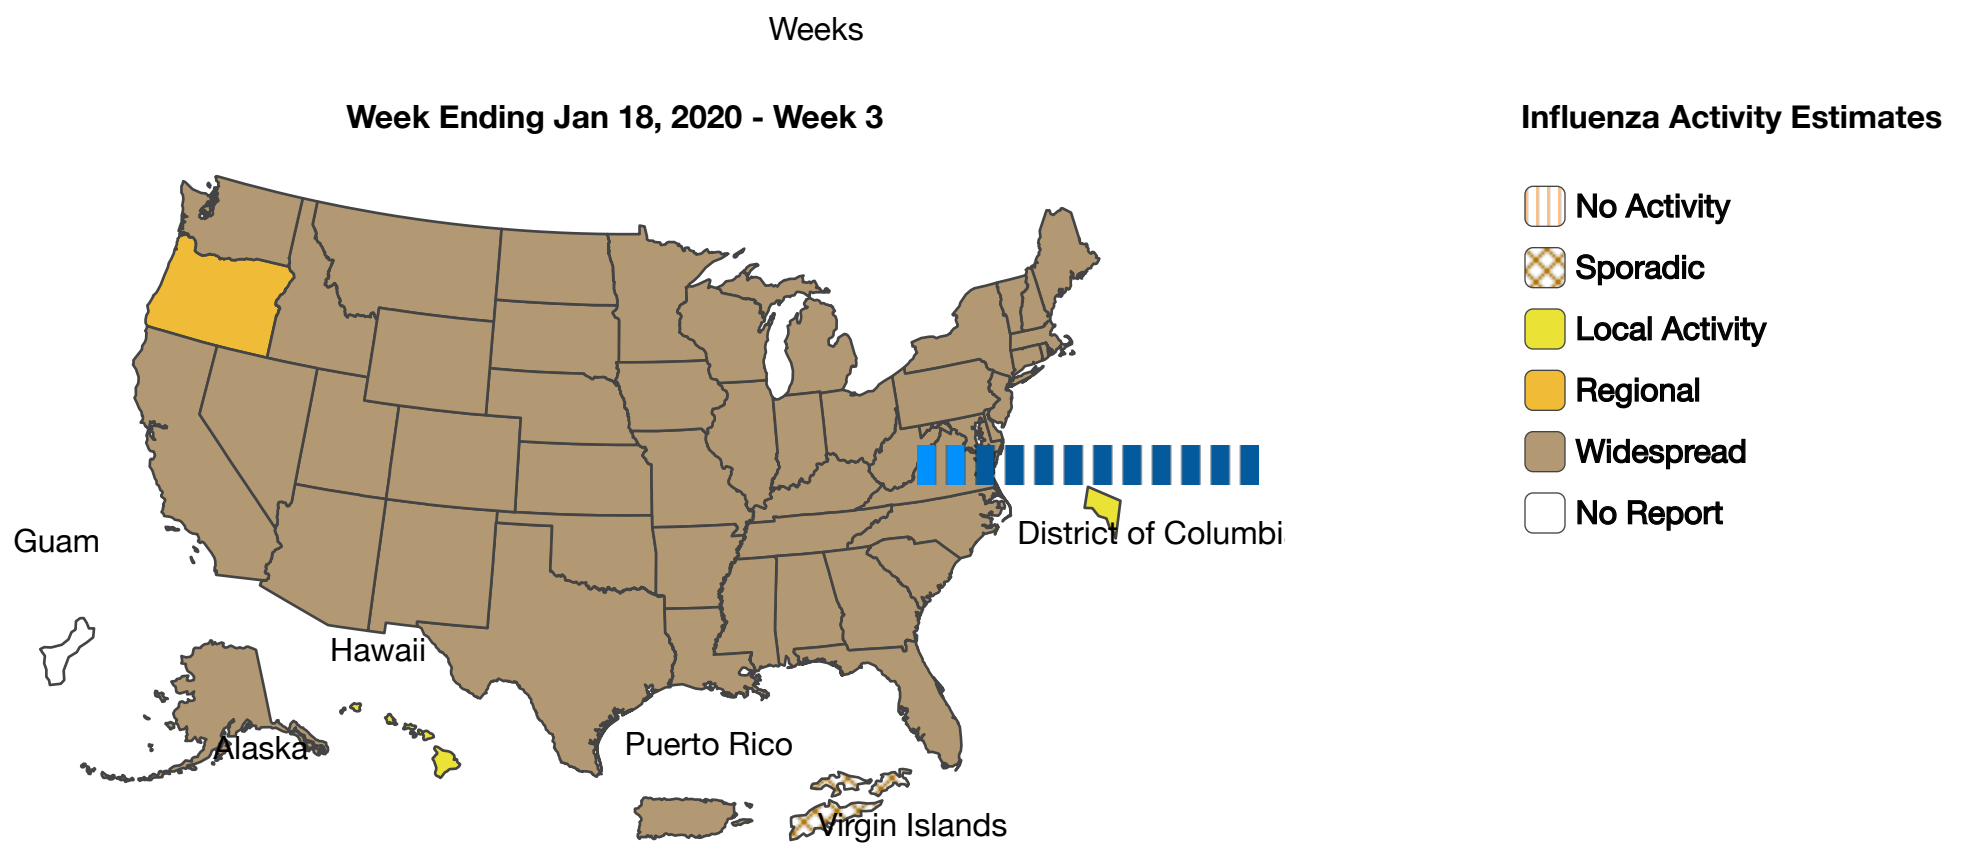 Weeks
Week Ending Jan 18, 2020 - Week 3
Influenza Activity Estimates
No Activity
Sporadic
Local Activity
Regional
Widespread
No Report
Guam
District of Columbi
Hawaii
Alaska
Puerto Rico
Virgin Islands